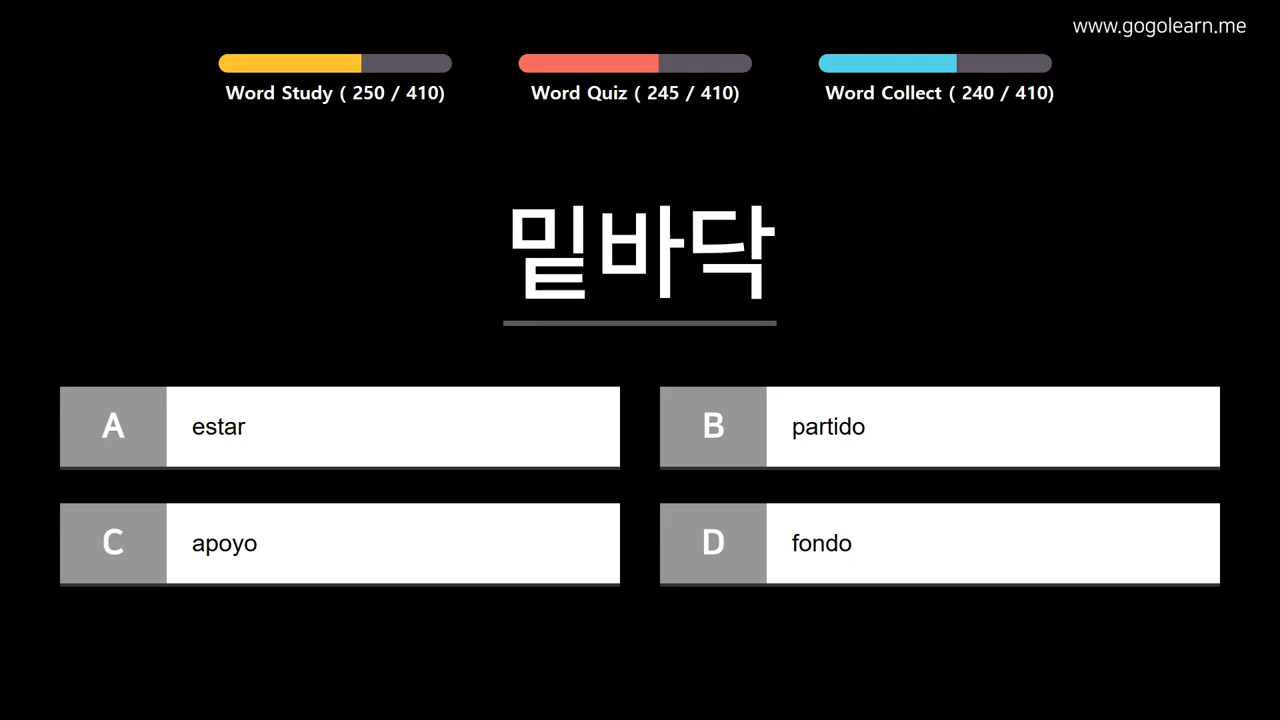 www.gogolearn.me
Word Study ( 250 / 410)
Word Quiz ( 245 / 410)
Word Collect ( 240 / 410)
밑바닥
A estar
B partido
C apoyo
D fondo